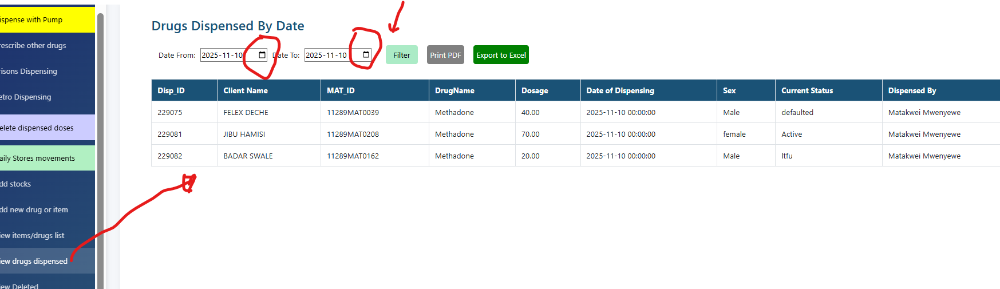 ispense with Pump
rescribe other drugs
risons Dispensing
etro Dispensing
elete dispensed doses
aily Stores movements
dd stocks
dd new drug or item
iew items/drugs list
iew drugs dispensed
iew Deleted
Drugs Dispensed By Date
Date From: 2025-11-10 Date To: 2025-11-10 Filter Print PDF Export to Excel
Disp_ID Client Name MAT_ID DrugName Dosage Date of Dispensing Sex Current Status Dispensed By
229075 FELEX DECHE 11289MAT0039 Methadone 40.00 2025-11-10 00:00:00 Male defaulted Matakwei Mwenyewe
229081 JIBU HAMISI 11289MAT0208 Methadone 70.00 2025-11-10 00:00:00 female Active Matakwei Mwenyewe
229082 BADAR SWALE 11289MAT0162 Methadone 20.00 2025-11-10 00:00:00 Male ltfu Matakwei Mwenyewe